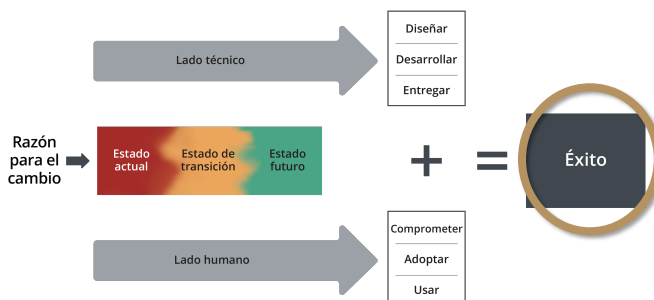 Lado técnico
Diseñar
Desarrollar
Entregar
Razón
para el
cambio
Estado
actual
Estado de
transición
Estado
futuro
+
=
Éxito
Lado humano
Comprometer
Adoptar
Usar